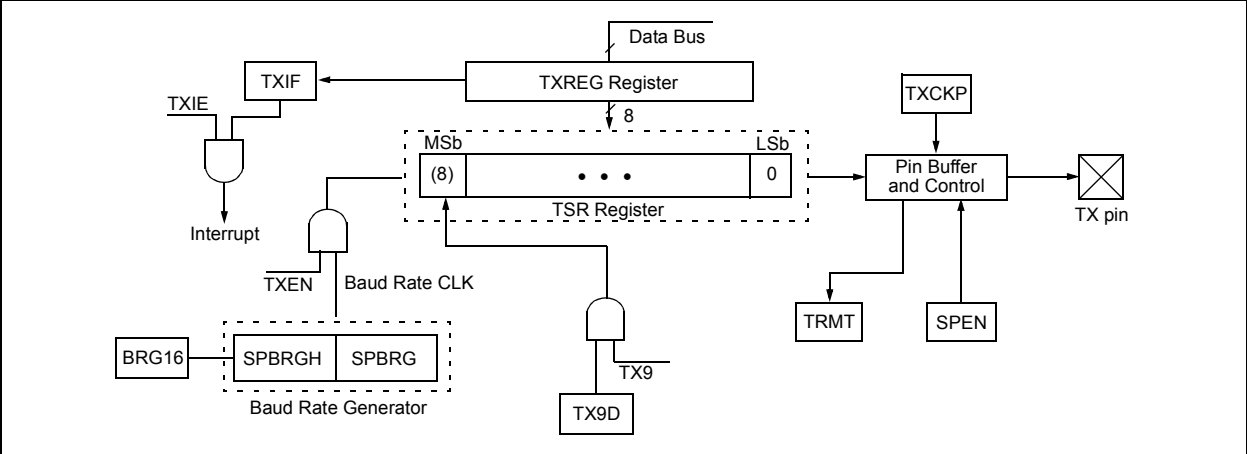 Data Bus
TXIF
TXREG Register
TXCKP
TXIE
8
MSb
LSb
(8)
• • •
0
Pin Buffer
and Control
TSR Register
TX pin
Interrupt
TXEN
Baud Rate CLK
TRMT
SPEN
BRG16
SPBRGH
SPBRG
TX9
Baud Rate Generator
TX9D